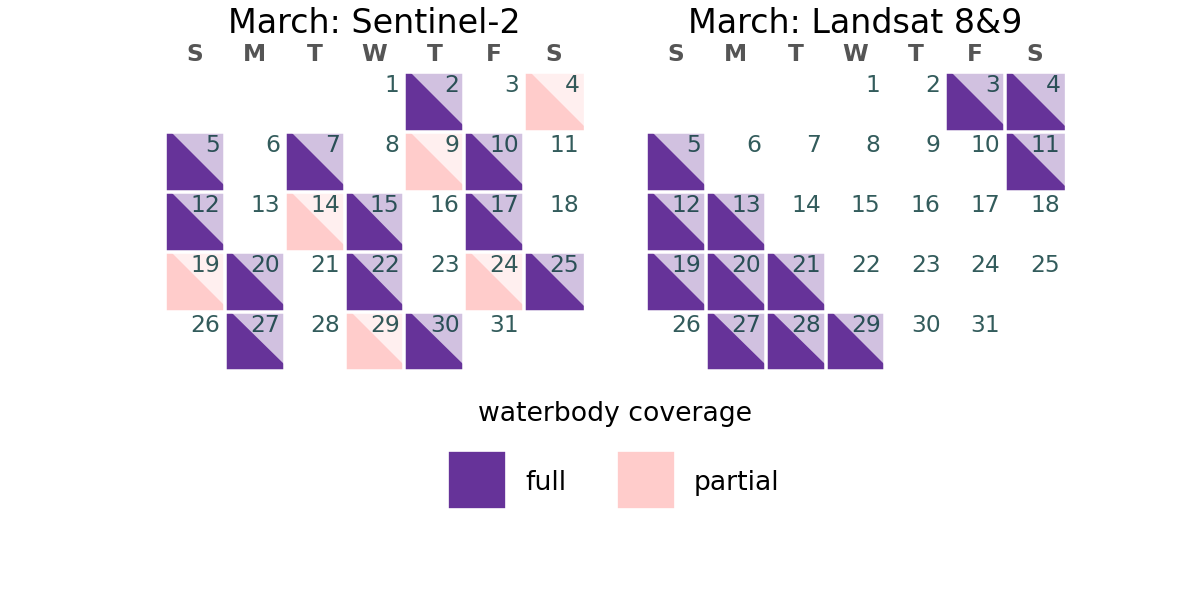 March: Sentinel-2
S M T W T F S
1 2 3 4
5 6 7 8 9 10 11
12 13 14 15 16 17 18
19 20 21 22 23 24 25
26 27 28 29 30 31
March: Landsat 8&9
S M T W T F S
1 2 3 4
5 6 7 8 9 10 11
12 13 14 15 16 17 18
19 20 21 22 23 24 25
26 27 28 29 30 31
waterbody coverage
full partial